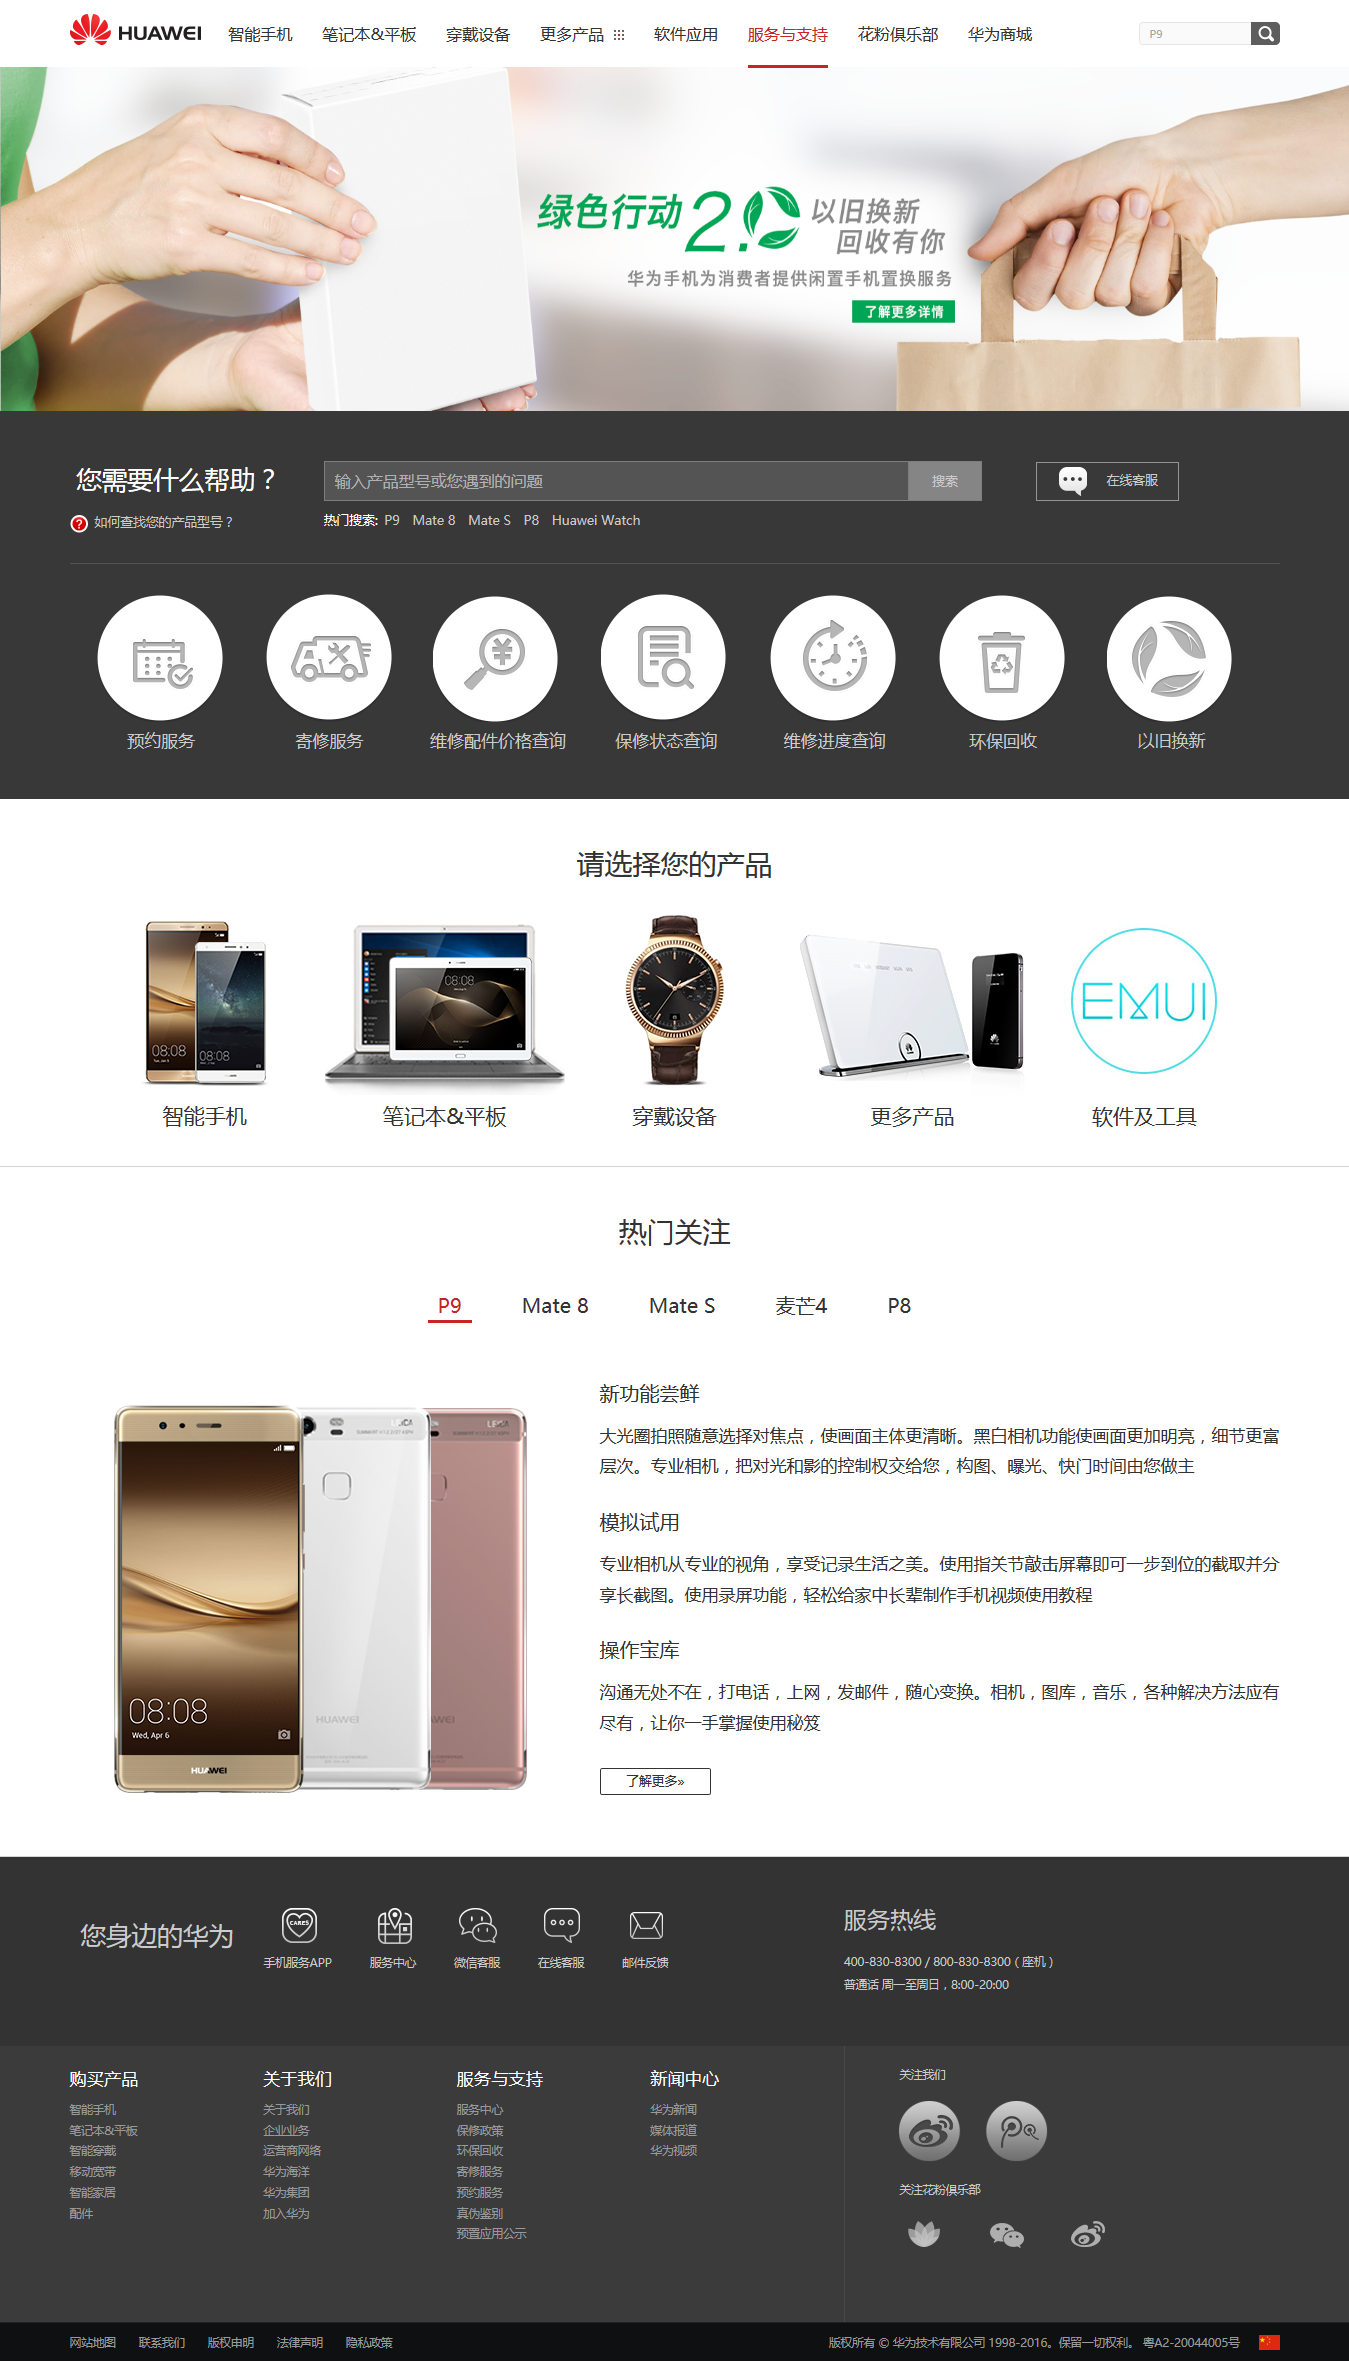 HUAWEI 智能手机 笔记本&平板 穿戴设备 更多产品 软件应用 服务与支持 花粉俱乐部 华为商城 P9
绿色行动2.0 以旧换新
回收有你
华为手机为消费者提供闲置手机置换服务
了解更多详情
您需要什么帮助？ 输入产品型号或您遇到的问题 搜索 在线客服
如何查找您的产品型号？ 热门搜索: P9 Mate 8 Mate S P8 Huawei Watch
预约服务 寄修服务 维修配件价格查询 保修状态查询 维修进度查询 环保回收 以旧换新
请选择您的产品
08:08 08:08 08:08 EMUI
智能手机 笔记本&平板 穿戴设备 更多产品 软件及工具
热门关注
P9 Mate 8 Mate S 麦芒4 P8
新功能尝鲜
大光圈拍照随意选择对焦点，使画面主体更清晰。黑白相机功能使画面更加明亮，细节更富
层次。专业相机，把对光和影的控制权交给您，构图、曝光、快门时间由您做主
模拟试用
专业相机从专业的视角，享受记录生活之美。使用指关节敲击屏幕即可一步到位的截取并分
享长截图。使用录屏功能，轻松给家中长辈制作手机视频使用教程
操作宝库
沟通无处不在，打电话，上网，发邮件，随心变换。相机，图库，音乐，各种解决方法应有
尽有，让你一手掌握使用秘笈
LEICA LEICA
08:08
Wed, Apr 6
HUAWEI
HUAWEI
了解更多»
您身边的华为 CARES 服务热线
手机服务APP 服务中心 微信客服 在线客服 邮件反馈
400-830-8300 / 800-830-8300（座机）
普通话 周一至周日，8:00-20:00
购买产品 关于我们 服务与支持 新闻中心 关注我们
智能手机 关于我们 服务中心 华为新闻
笔记本&平板 企业业务 保修政策 媒体报道
智能穿戴 运营商网络 环保回收 华为视频
移动宽带 华为海洋 寄修服务
智能家居 华为集团 预约服务 关注花粉俱乐部
配件 加入华为 真伪鉴别
预置应用公示
网站地图 联系我们 版权申明 法律声明 隐私政策 版权所有 © 华为技术有限公司 1998-2016。保留一切权利。 粤A2-20044005号